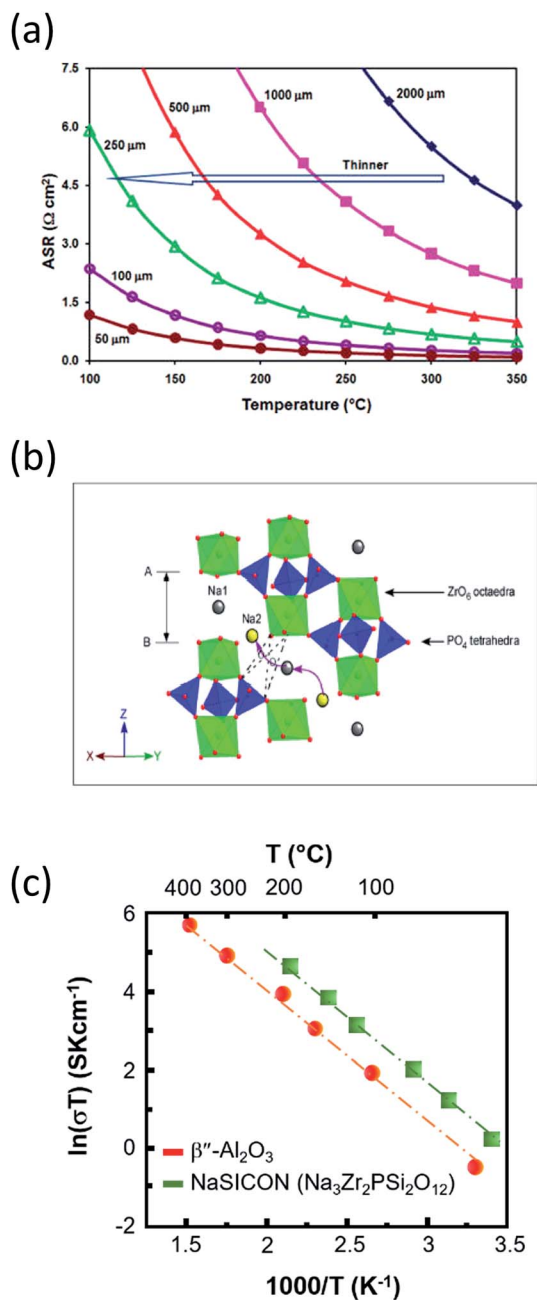 (a)
7.5
6.0
4.5
3.0
1.5
0.0
ASR (Ω cm²)
2000 μm
1000 μm
500 μm
250 μm
Thinner
100 μm
50 μm
100 150 200 250 300 350
Temperature (°C)
(b)
A
Na1
ZrO₆ octaedra
Na2
B
PO₄ tetrahedra
Z
X Y
(c)
T (°C)
400 300 200 100
6
4
2
0
-2
ln(σT) (SKcm⁻¹)
β″-Al₂O₃
NaSICON (Na₃Zr₂PSi₂O₁₂)
1.5 2 2.5 3 3.5
1000/T (K⁻¹)